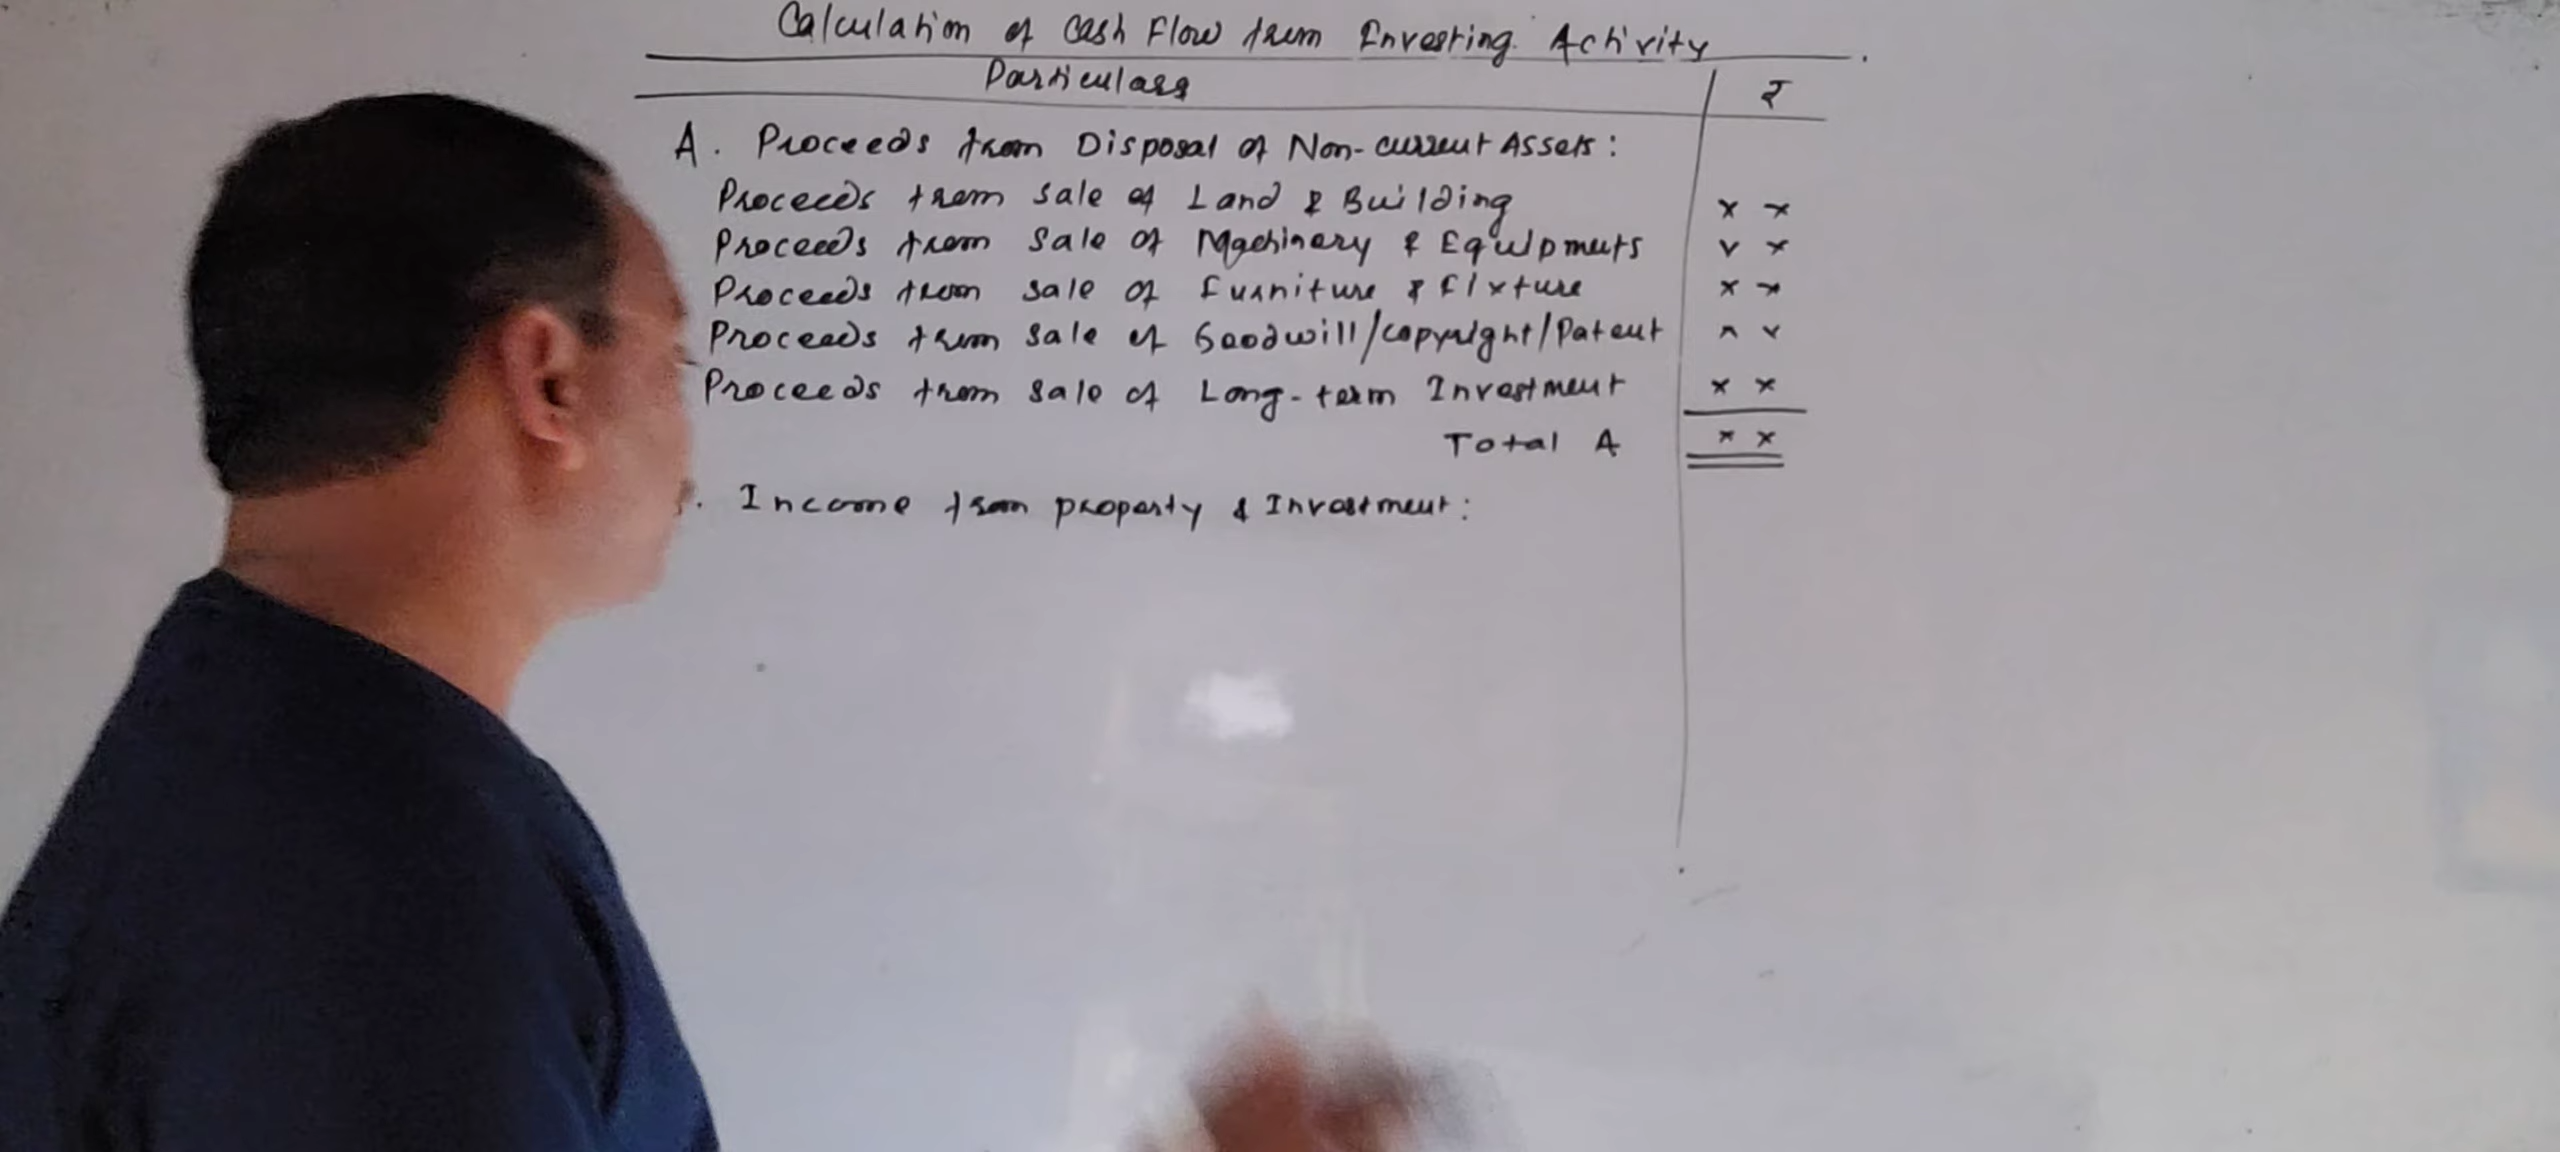 Calculation of Cash Flow from Investing Activity
Particulars ₹
A. Proceeds from Disposal of Non-current Assets:
Proceeds from sale of Land & Building x x
Proceeds from Sale of Machinery & Equipments x x
Proceeds from sale of Furniture & Fixture x x
Proceeds from Sale of Goodwill/Copyright/Patent x x
Proceeds from Sale of Long-term Investment x x
Total A x x
. Income from property & Investment: